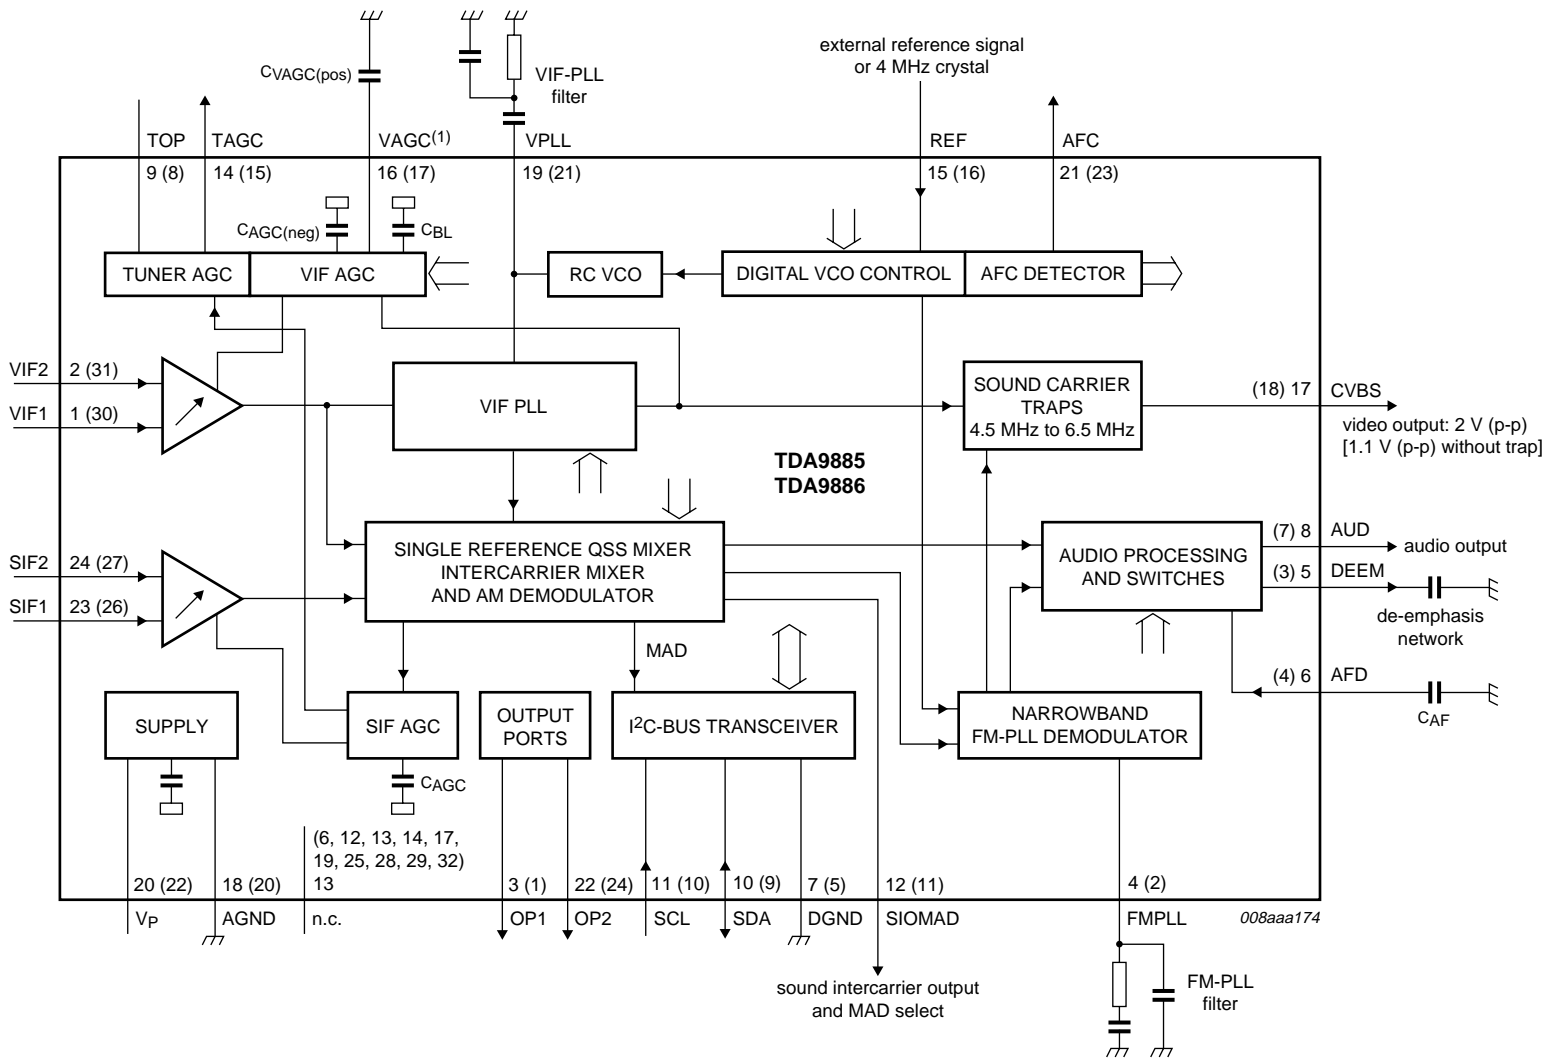 external reference signal
or 4 MHz crystal
CVAGC(pos)
VIF-PLL
filter
TOP
TAGC
VAGC(1)
VPLL
REF
AFC
9 (8)
14 (15)
16 (17)
19 (21)
15 (16)
21 (23)
CAGC(neg)
CBL
TUNER AGC
VIF AGC
RC VCO
DIGITAL VCO CONTROL
AFC DETECTOR
VIF2
2 (31)
VIF1
1 (30)
VIF PLL
SOUND CARRIER
TRAPS
4.5 MHz to 6.5 MHz
(18) 17
CVBS
video output: 2 V (p-p)
[1.1 V (p-p) without trap]
TDA9885
TDA9886
SIF2
24 (27)
SIF1
23 (26)
SINGLE REFERENCE QSS MIXER
INTERCARRIER MIXER
AND AM DEMODULATOR
AUDIO PROCESSING
AND SWITCHES
(7) 8
AUD
audio output
(3) 5
DEEM
de-emphasis
network
MAD
(4) 6
AFD
CAF
SUPPLY
SIF AGC
OUTPUT
PORTS
I2C-BUS TRANSCEIVER
NARROWBAND
FM-PLL DEMODULATOR
CAGC
(6, 12, 13, 14, 17,
19, 25, 28, 29, 32)
13
20 (22)
18 (20)
3 (1)
22 (24)
11 (10)
10 (9)
7 (5)
12 (11)
4 (2)
VP
AGND
n.c.
OP1
OP2
SCL
SDA
DGND
SIOMAD
FMPLL
008aaa174
sound intercarrier output
and MAD select
FM-PLL
filter